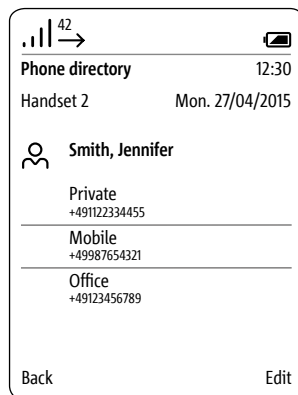 42
Phone directory 12:30
Handset 2 Mon. 27/04/2015
Smith, Jennifer
Private
+491122334455
Mobile
+49987654321
Office
+49123456789
Back Edit